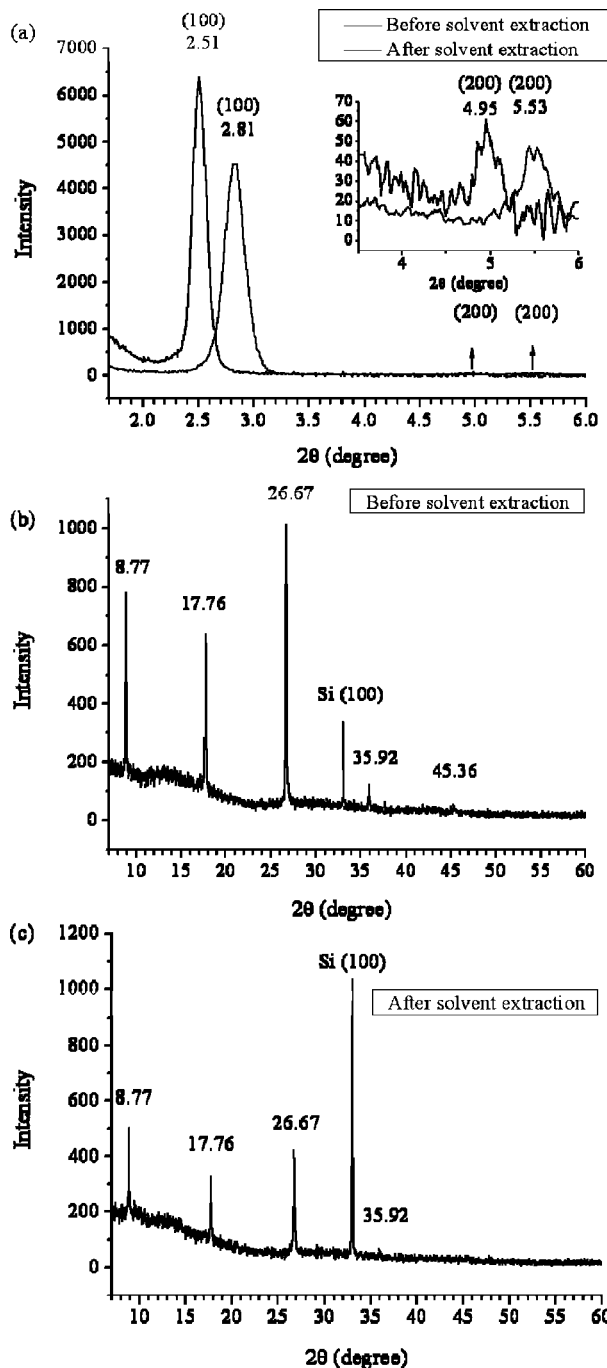 (a)
Before solvent extraction
After solvent extraction
(100)
2.51
(100)
2.81
(200) (200)
4.95 5.53
70
60
50
40
30
20
10
0
4 5 6
2θ (degree)
(200) (200)
7000
6000
5000
4000
3000
2000
1000
0
Intensity
2.0 2.5 3.0 3.5 4.0 4.5 5.0 5.5 6.0
2θ (degree)
(b)
Before solvent extraction
26.67
8.77
17.76
Si (100)
35.92
45.36
1000
800
600
400
200
0
Intensity
10 15 20 25 30 35 40 45 50 55 60
2θ (degree)
(c)
After solvent extraction
Si (100)
8.77
17.76
26.67
35.92
1200
1000
800
600
400
200
0
Intensity
10 15 20 25 30 35 40 45 50 55 60
2θ (degree)